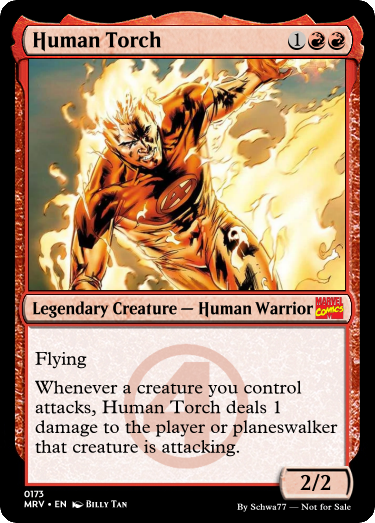 Human Torch 1
Legendary Creature — Human Warrior MARVEL COMICS
Flying
Whenever a creature you control
attacks, Human Torch deals 1
damage to the player or planeswalker
that creature is attacking.
4
2/2
0173
MRV • EN Billy Tan
By Schwa77 — Not for Sale